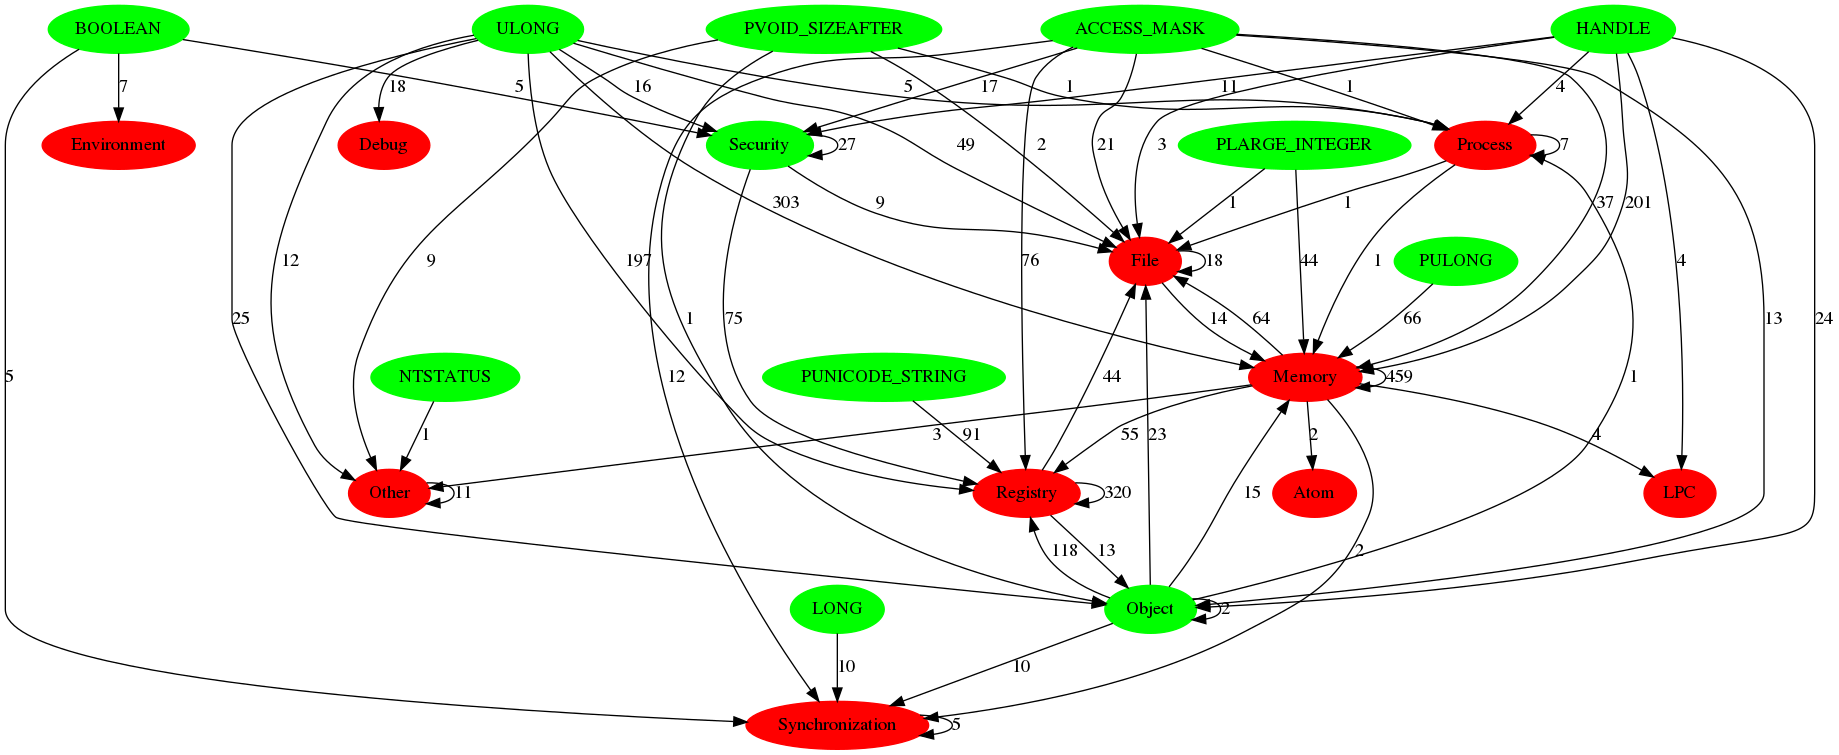 BOOLEAN
ULONG
PVOID_SIZEAFTER
ACCESS_MASK
HANDLE
7
18
5
16
5
17
1
11
1
4
Environment
Debug
Security
27
49
2
21
3
PLARGE_INTEGER
Process
7
303
9
1
1
37
201
12
9
197
76
File
18
44
1
PULONG
4
25
75
1
14
64
66
13
24
5
NTSTATUS
12
PUNICODE_STRING
44
Memory
459
1
1
91
3
23
55
2
4
Other
11
Registry
320
15
Atom
LPC
118
13
2
LONG
Object
2
10
10
Synchronization
5